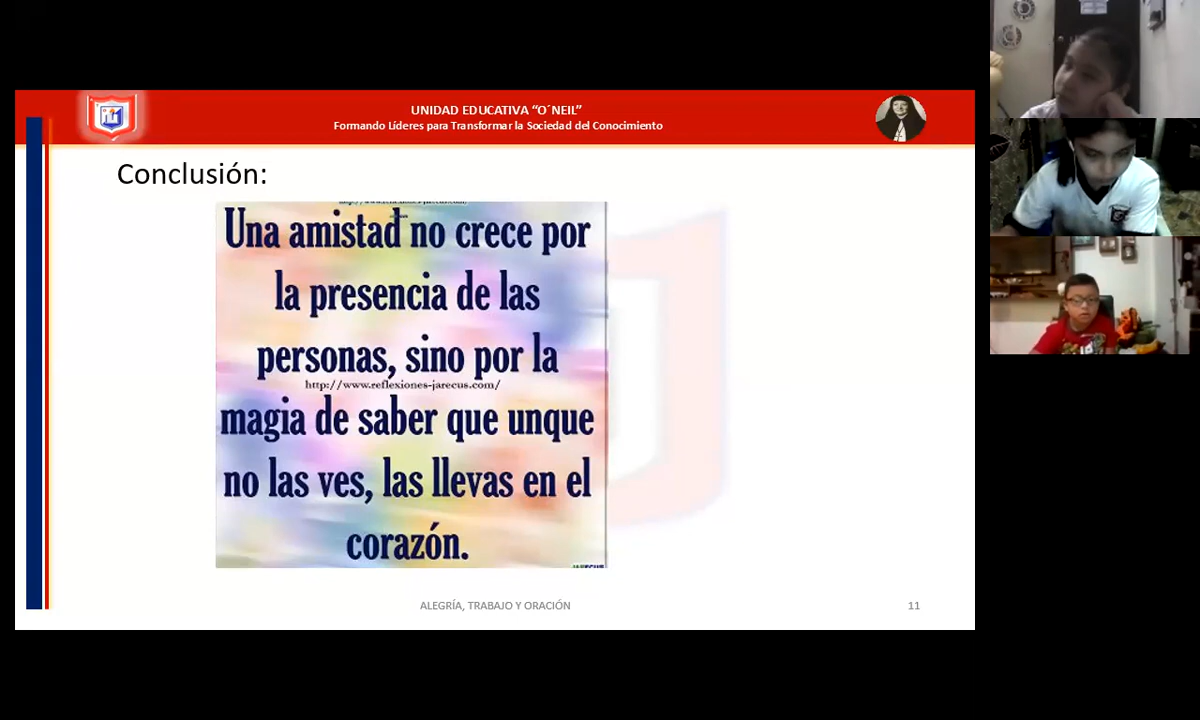 UNIDAD EDUCATIVA “O´NEIL”
Formando Líderes para Transformar la Sociedad del Conocimiento
Conclusión:
Una amistad no crece por
la presencia de las
personas, sino por la
http://www.reflexiones-jarecus.com/
magia de saber que unque
no las ves, las llevas en el
corazón.
ALEGRÍA, TRABAJO Y ORACIÓN
11